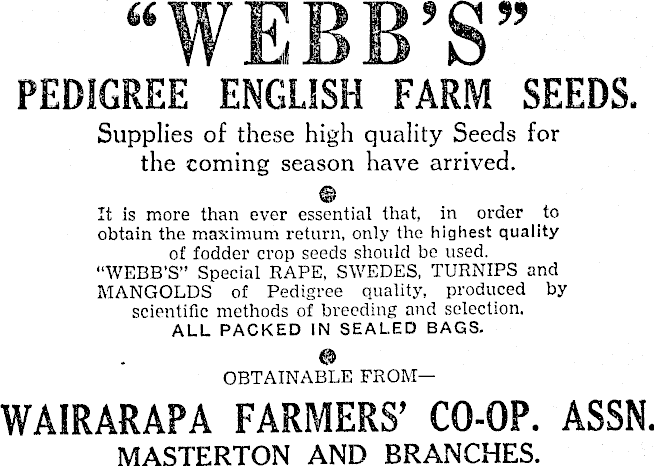 “WEBB’S”
PEDIGREE ENGLISH FARM SEEDS.
Supplies of these high quality Seeds for
the coming season have arrived.
It is more than ever essential that, in order to
obtain the maximum return, only the highest quality
of fodder crop seeds should be used.
“WEBB’S” Special RAPE, SWEDES, TURNIPS and
MANGOLDS of Pedigree quality, produced by
scientific methods of breeding and selection.
ALL PACKED IN SEALED BAGS.
OBTAINABLE FROM—
WAIRARAPA FARMERS’ CO-OP. ASSN.
MASTERTON AND BRANCHES.